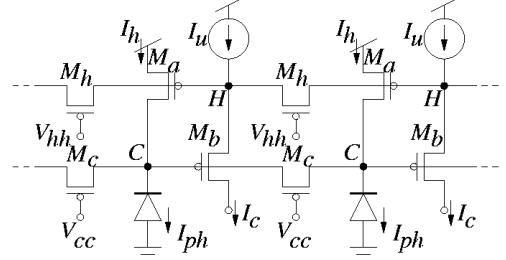 I_h I_u I_h I_u
M_a M_a
M_h H M_h H
V_hh M_b V_hh M_b
M_c C M_c C
V_cc I_ph I_c V_cc I_ph I_c